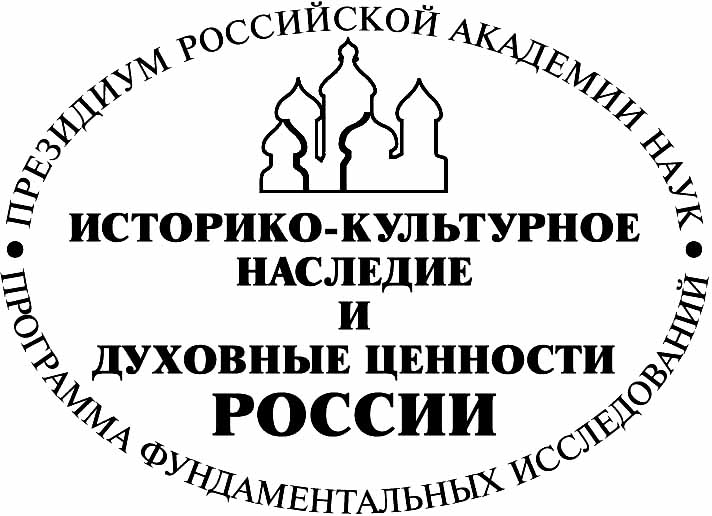 ПРЕЗИДИУМ РОССИЙСКОЙ АКАДЕМИИ НАУК
ИСТОРИКО-КУЛЬТУРНОЕ
НАСЛЕДИЕ
И
ДУХОВНЫЕ ЦЕННОСТИ
РОССИИ
ПРОГРАММА ФУНДАМЕНТАЛЬНЫХ ИССЛЕДОВАНИЙ